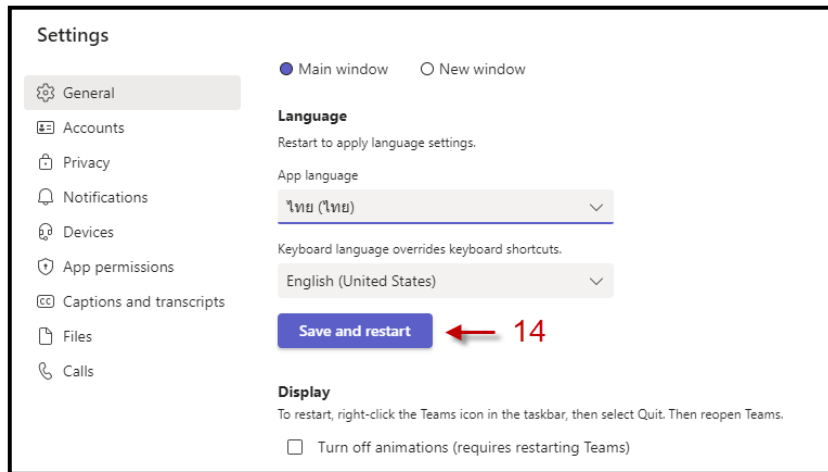 Settings
General
Accounts
Privacy
Notifications
Devices
App permissions
CC Captions and transcripts
Files
Calls
Main window New window
Language
Restart to apply language settings.
App language
ไทย (ไทย)
Keyboard language overrides keyboard shortcuts.
English (United States)
Save and restart 14
Display
To restart, right-click the Teams icon in the taskbar, then select Quit. Then reopen Teams.
Turn off animations (requires restarting Teams)